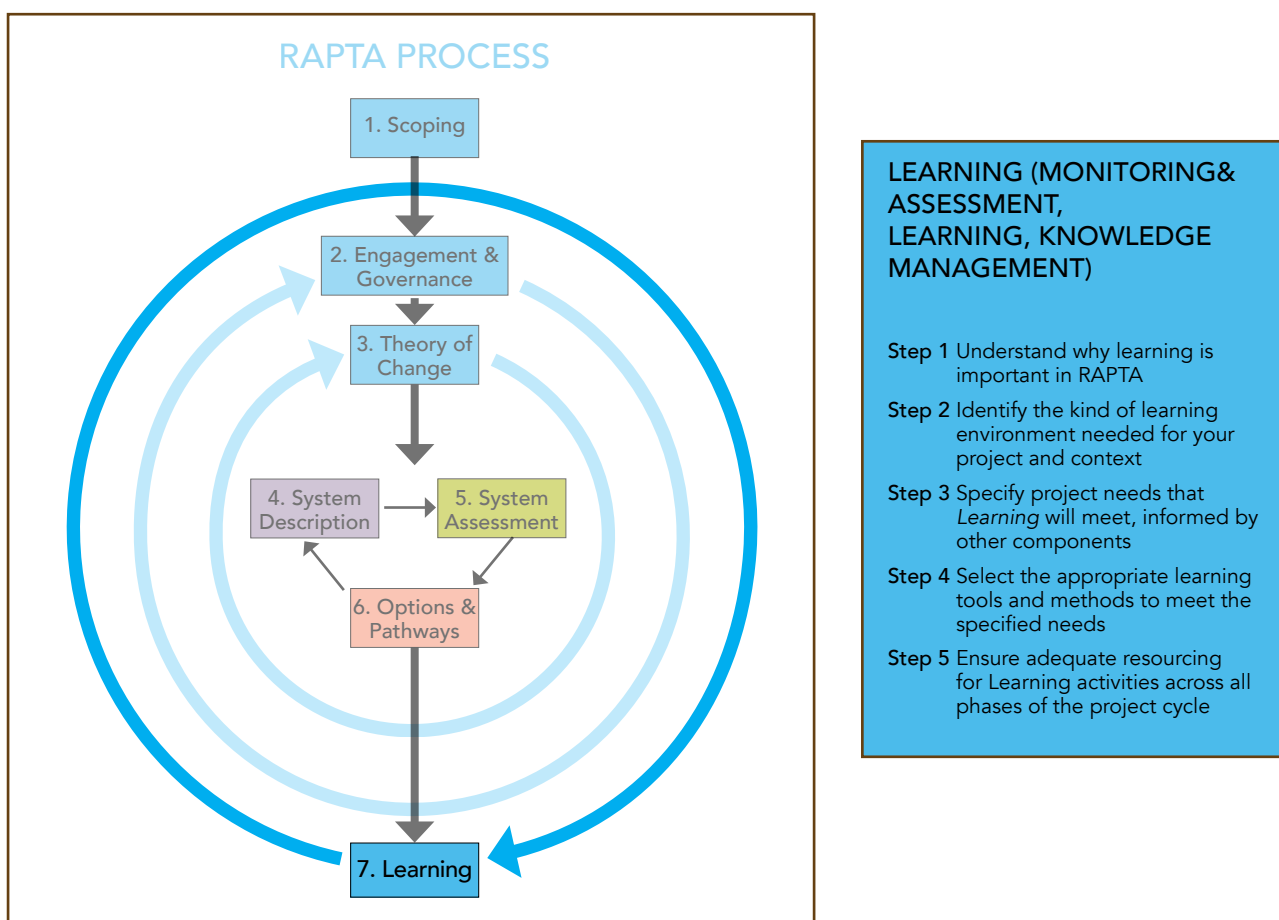 RAPTA PROCESS
1. Scoping
2. Engagement &
Governance
3. Theory of
Change
4. System
Description
5. System
Assessment
6. Options &
Pathways
7. Learning
LEARNING (MONITORING&
ASSESSMENT,
LEARNING, KNOWLEDGE
MANAGEMENT)
Step 1 Understand why learning is
important in RAPTA
Step 2 Identify the kind of learning
environment needed for your
project and context
Step 3 Specify project needs that
Learning will meet, informed by
other components
Step 4 Select the appropriate learning
tools and methods to meet the
specified needs
Step 5 Ensure adequate resourcing
for Learning activities across all
phases of the project cycle